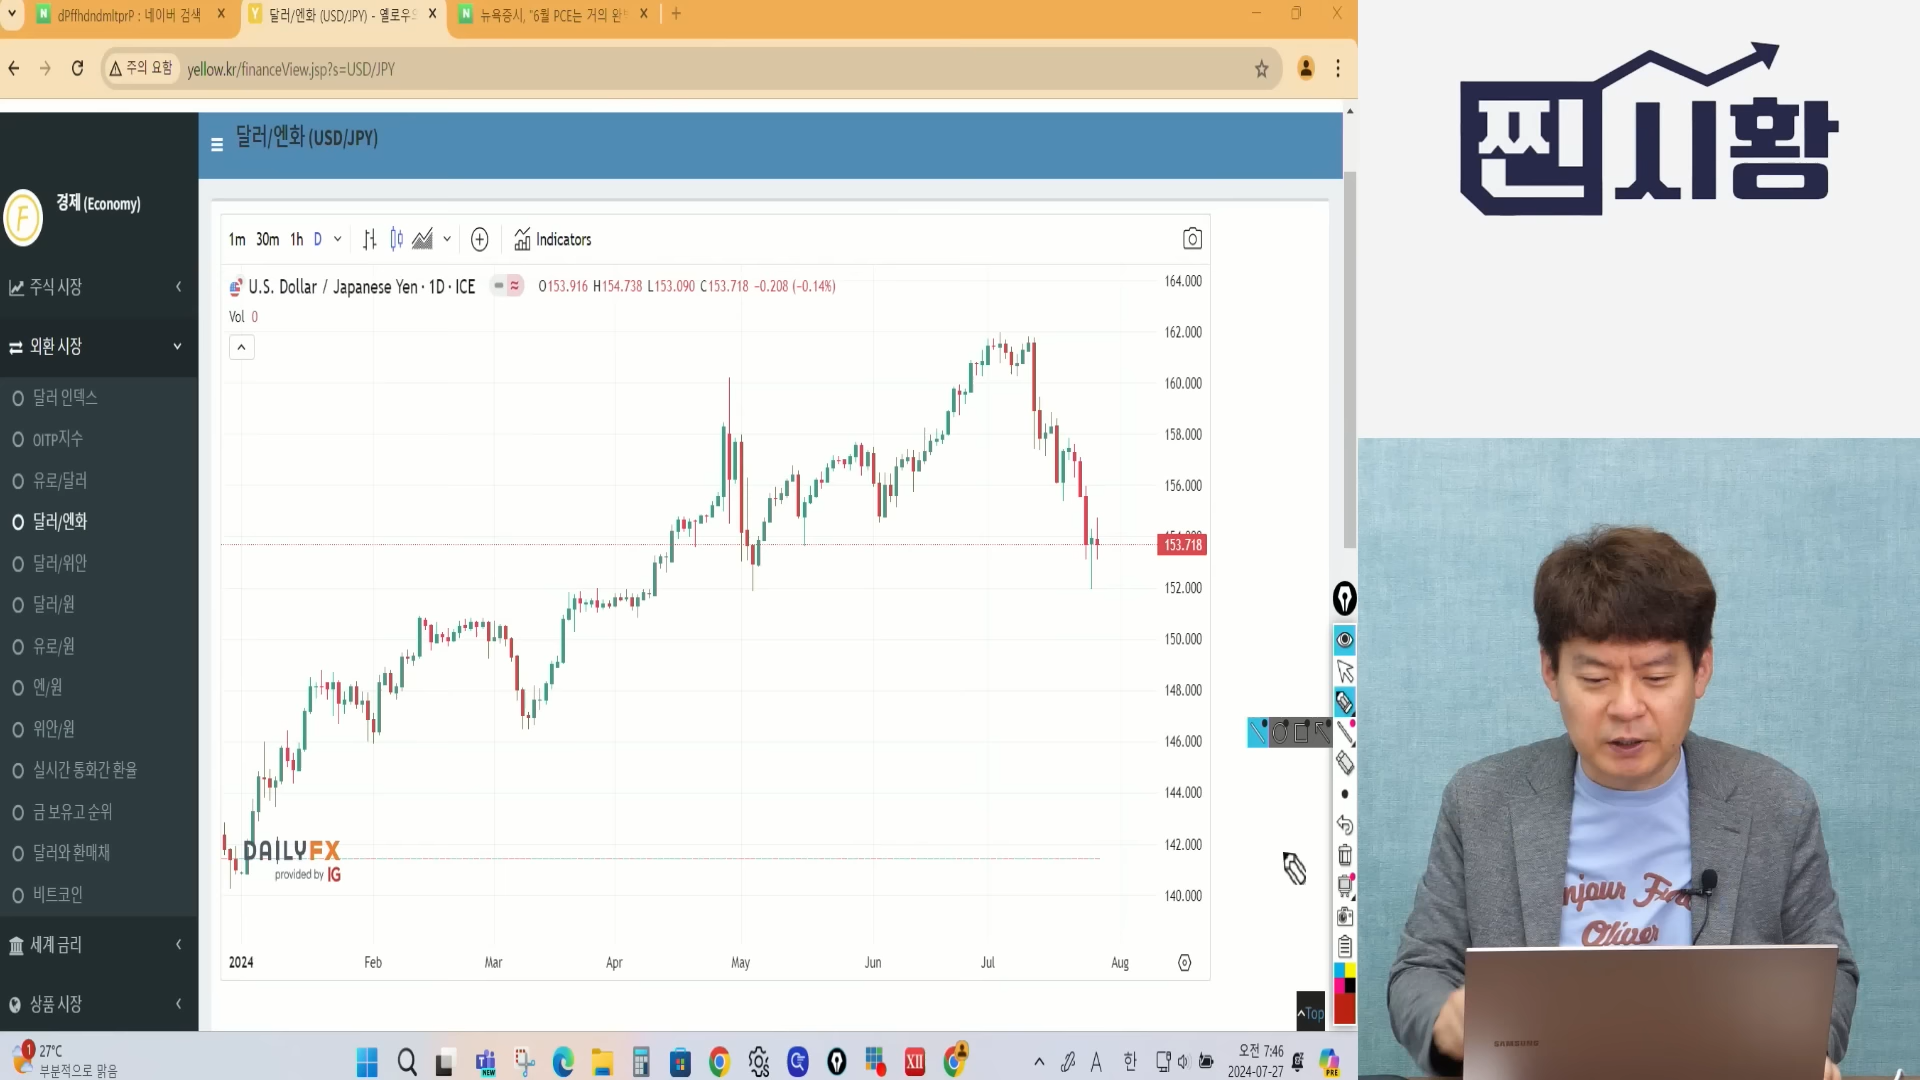 dPffhdndmltprP : 네이버 검색
달러/엔화 (USD/JPY) - 옐로우의
뉴욕증시, "6월 PCE는 거의 완벽
주의 요함
yellow.kr/financeView.jsp?s=USD/JPY
찐시황
달러/엔화 (USD/JPY)
F
경제 (Economy)
주식 시장
외환 시장
달러 인덱스
OITP지수
유로/달러
달러/엔화
달러/위안
달러/원
유로/원
엔/원
위안/원
실시간 통화간 환율
금 보유고 순위
달러와 환매채
비트코인
세계 금리
상품 시장
1m 30m 1h D
Indicators
U.S. Dollar / Japanese Yen · 1D · ICE
O153.916 H154.738 L153.090 C153.718 −0.208 (−0.14%)
Vol 0
164.000
162.000
160.000
158.000
156.000
153.718
152.000
150.000
148.000
146.000
144.000
142.000
140.000
DAILYFX
provided by IG
2024 Feb Mar Apr May Jun Jul Aug
Top
Oliver
SAMSUNG
1
27°C
부분적으로 맑음
NEW
XII
A
한
오전 7:46
2024-07-27
PRE